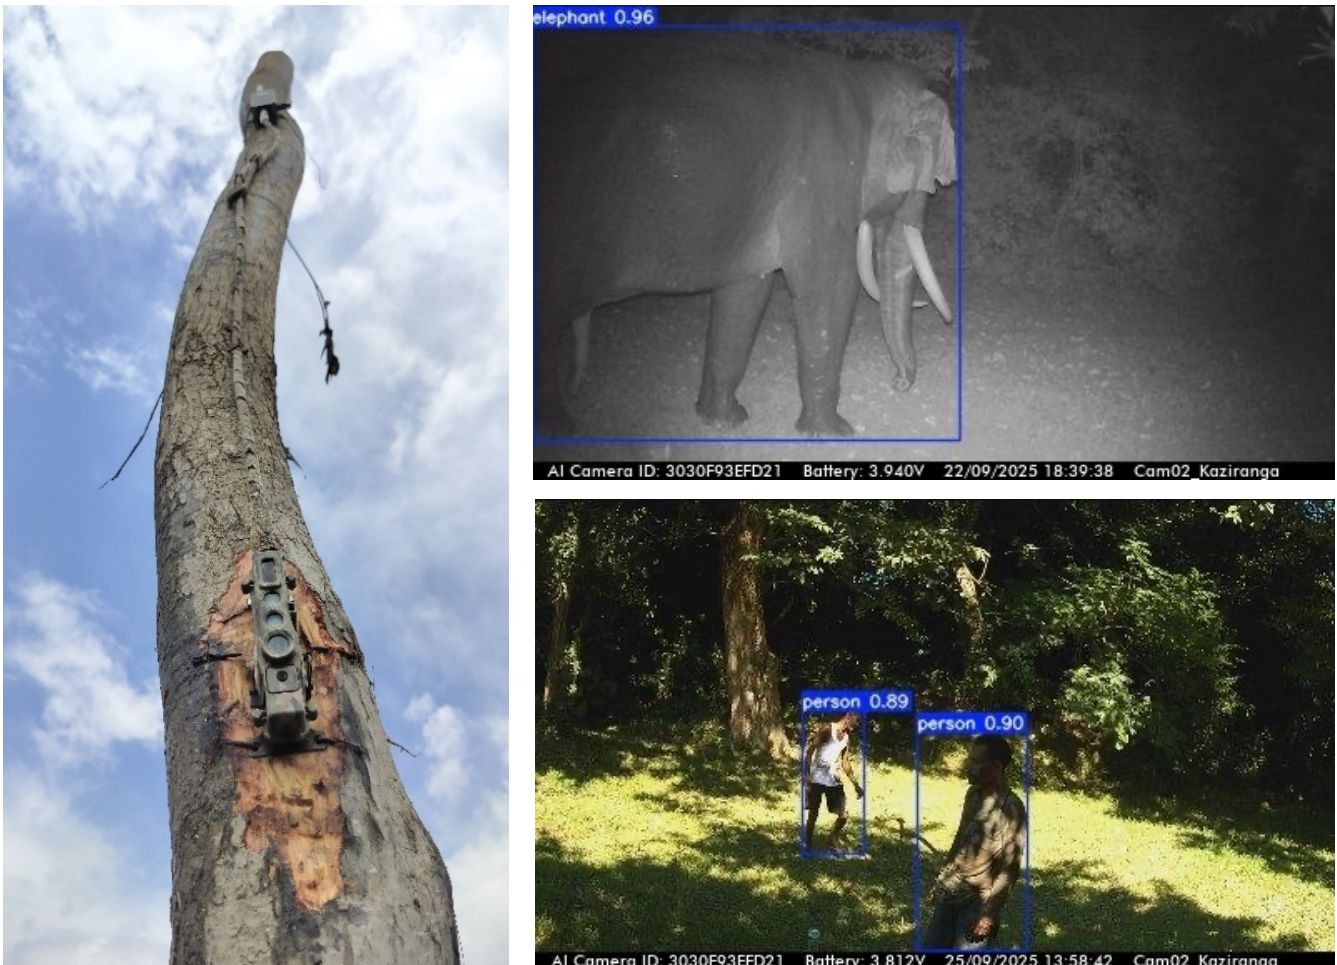 elephant 0.96
AI Camera ID: 3030F93EFD21 Battery: 3.940V 22/09/2025 18:39:38 Cam02_Kaziranga
person 0.89
person 0.90
AI Camera ID: 3030F93EFD21 Battery: 3.812V 25/09/2025 13:58:42 Cam02_Kaziranga